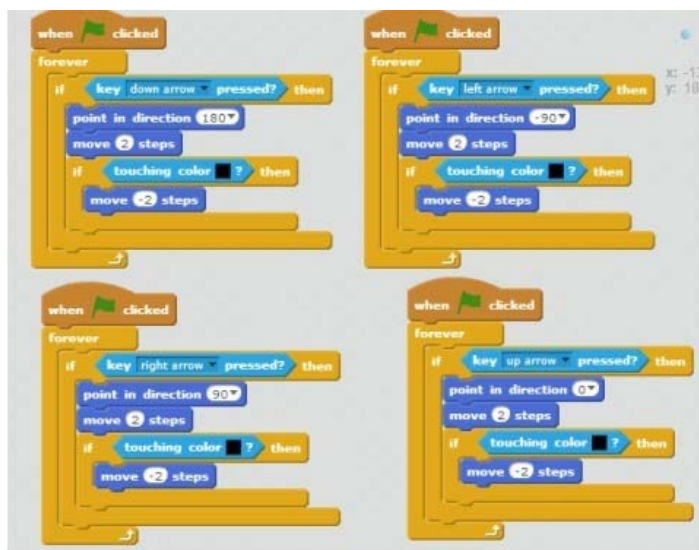 when clicked
forever
if key down arrow pressed? then
point in direction 180
move 2 steps
if touching color ? then
move -2 steps
when clicked
forever
if key left arrow pressed? then
point in direction -90
move 2 steps
if touching color ? then
move -2 steps
when clicked
forever
if key right arrow pressed? then
point in direction 90
move 2 steps
if touching color ? then
move -2 steps
when clicked
forever
if key up arrow pressed? then
point in direction 0
move 2 steps
if touching color ? then
move -2 steps
x:
y: